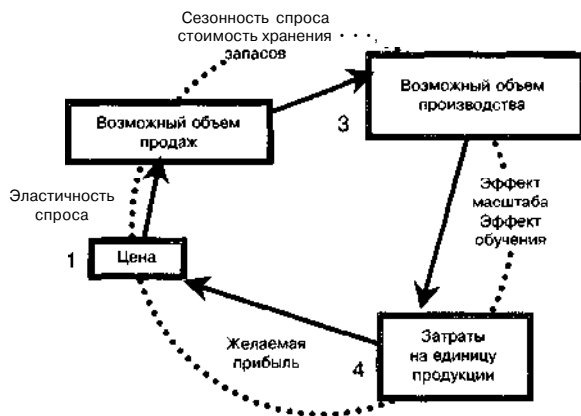 Сезонность спроса
стоимость хранения
запасов
Возможный объем
продаж
3
Возможный объем
производства
Эластичность
спроса
Эффект
масштаба
Эффект
обучения
1
Цена
Желаемая
прибыль
4
Затраты
на единицу
продукции